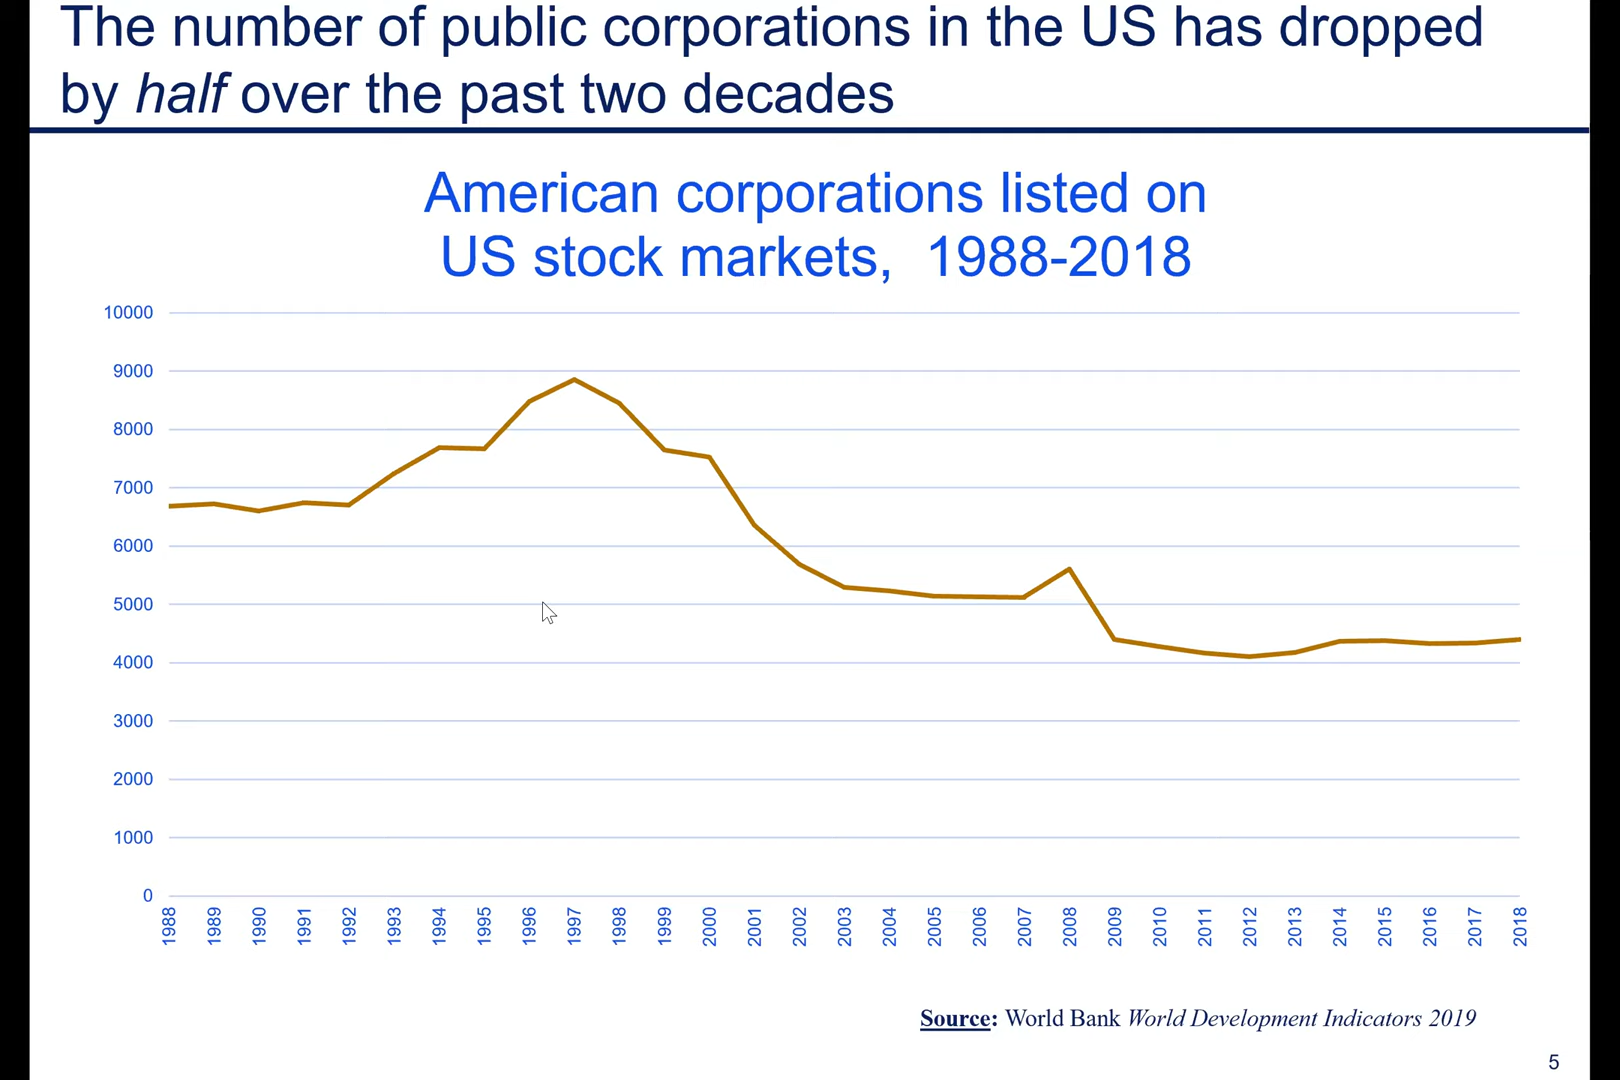 The number of public corporations in the US has dropped
by half over the past two decades
American corporations listed on
US stock markets,  1988-2018
10000
9000
8000
7000
6000
5000
4000
3000
2000
1000
0
1988 1989 1990 1991 1992 1993 1994 1995 1996 1997 1998 1999 2000 2001 2002 2003 2004 2005 2006 2007 2008 2009 2010 2011 2012 2013 2014 2015 2016 2017 2018
Source: World Bank World Development Indicators 2019
5